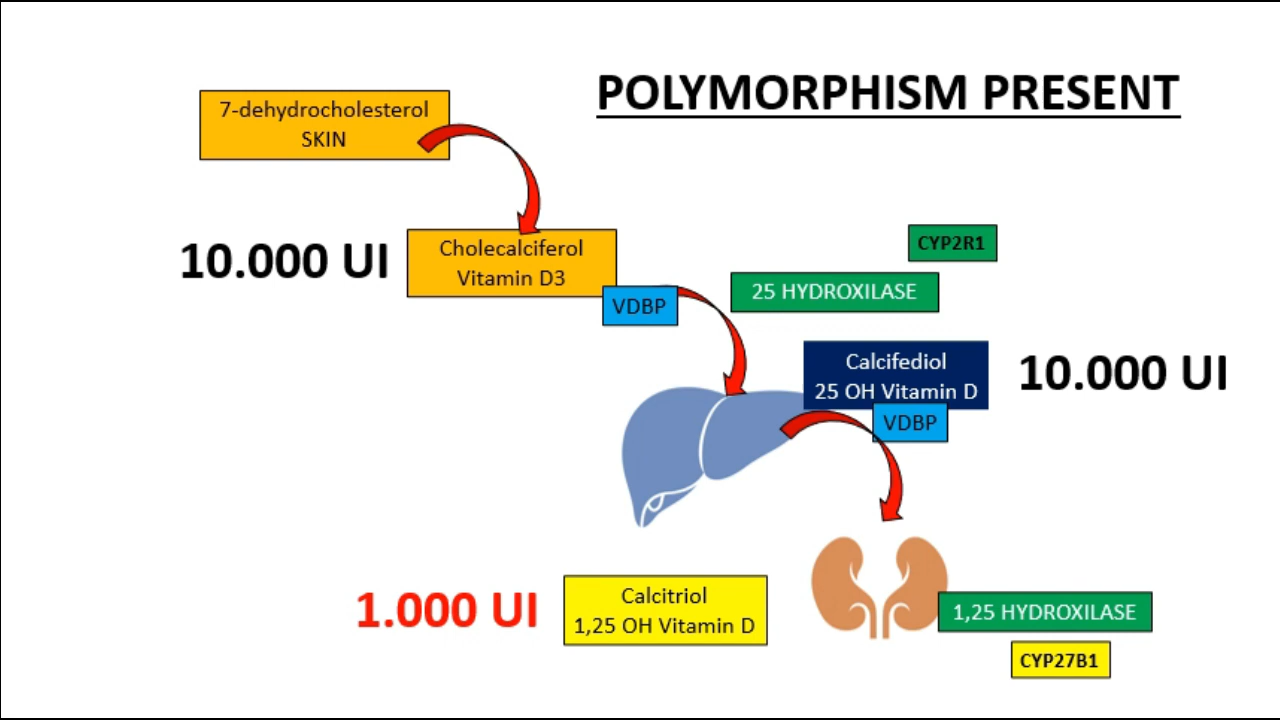 POLYMORPHISM PRESENT
7-dehydrocholesterol
SKIN
10.000 UI
Cholecalciferol
Vitamin D3
VDBP
CYP2R1
25 HYDROXILASE
Calcifediol
25 OH Vitamin D
VDBP
10.000 UI
1.000 UI
Calcitriol
1,25 OH Vitamin D
1,25 HYDROXILASE
CYP27B1